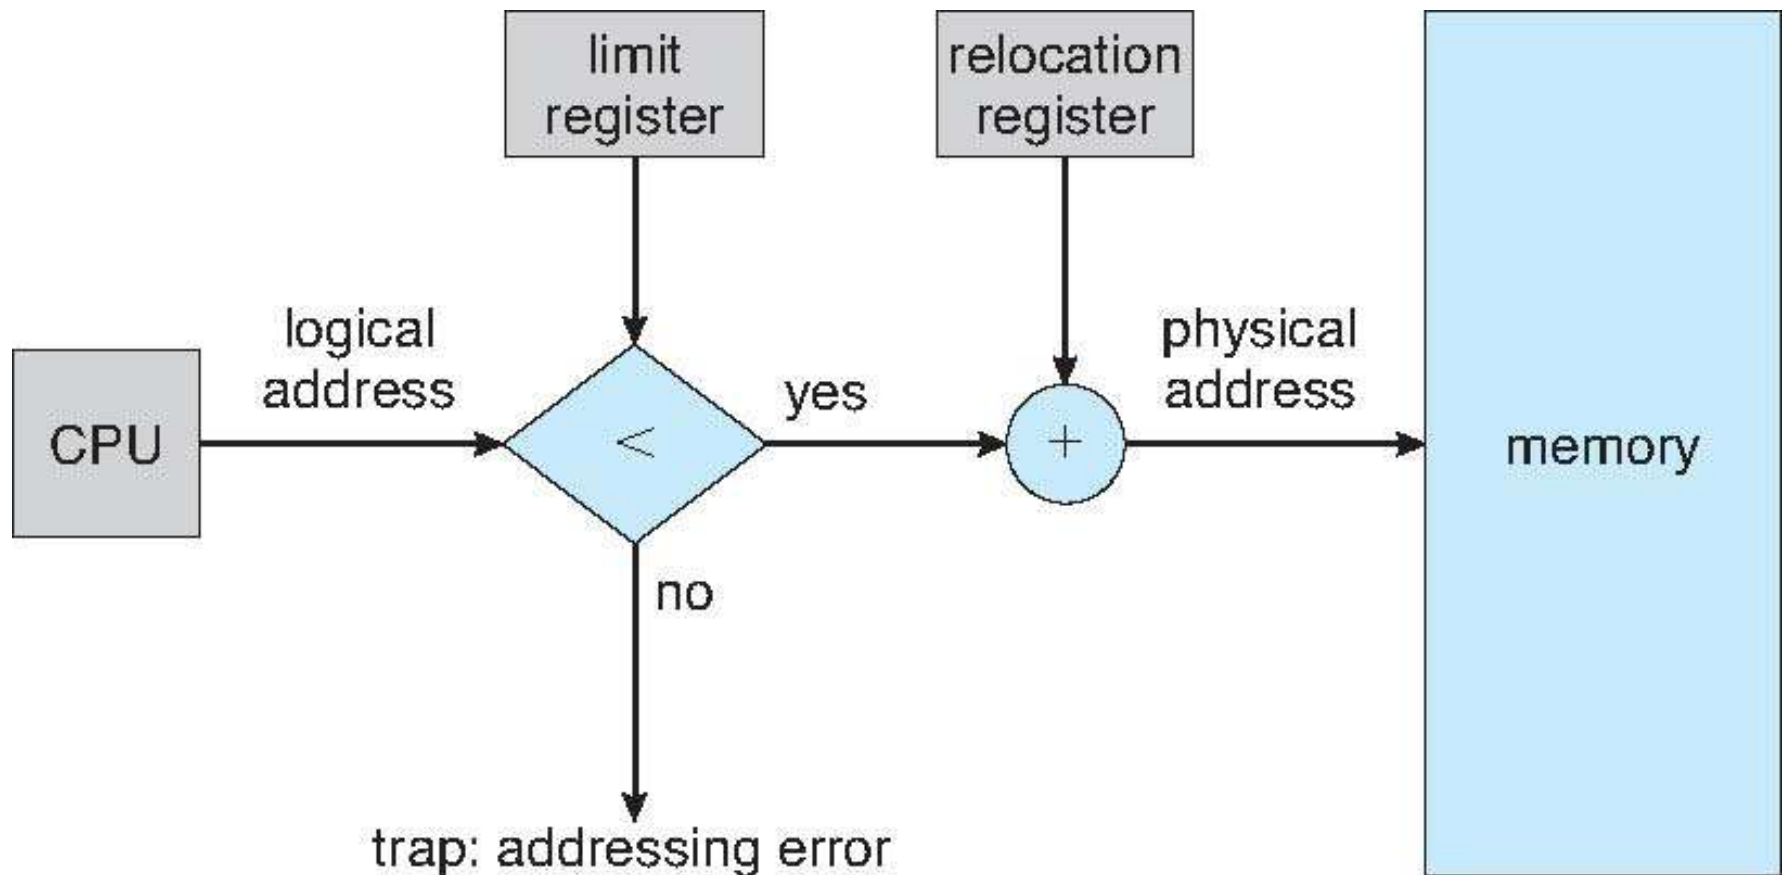 limit
register
relocation
register
logical
address
physical
address
CPU
<
yes
+
memory
no
trap: addressing error